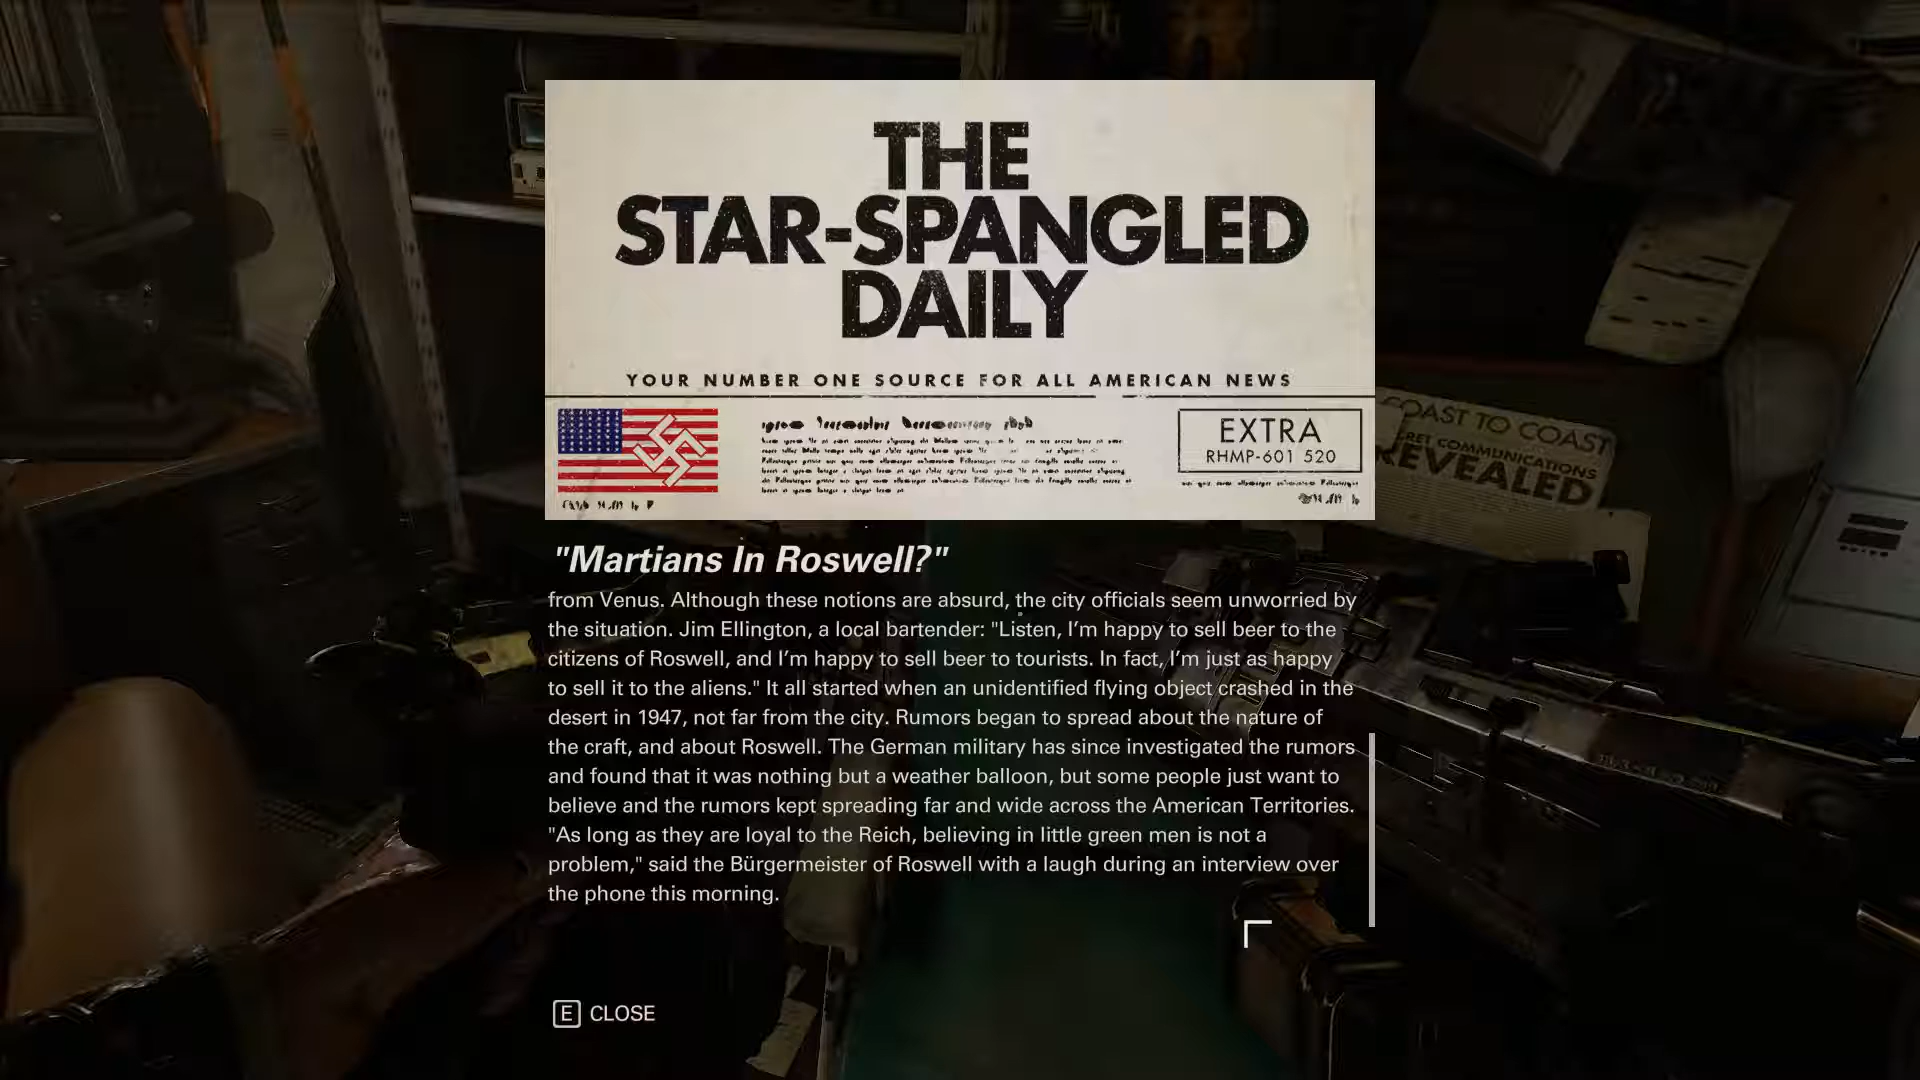 THE
STAR-SPANGLED
DAILY
YOUR NUMBER ONE SOURCE FOR ALL AMERICAN NEWS
EXTRA
RHMP-601 520
COAST TO COAST
COMMUNICATIONS
REVEALED
"Martians In Roswell?"
from Venus. Although these notions are absurd, the city officials seem unworried by
the situation. Jim Ellington, a local bartender: "Listen, I'm happy to sell beer to the
citizens of Roswell, and I'm happy to sell beer to tourists. In fact, I'm just as happy
to sell it to the aliens." It all started when an unidentified flying object crashed in the
desert in 1947, not far from the city. Rumors began to spread about the nature of
the craft, and about Roswell. The German military has since investigated the rumors
and found that it was nothing but a weather balloon, but some people just want to
believe and the rumors kept spreading far and wide across the American Territories.
"As long as they are loyal to the Reich, believing in little green men is not a
problem," said the Bürgermeister of Roswell with a laugh during an interview over
the phone this morning.
E CLOSE